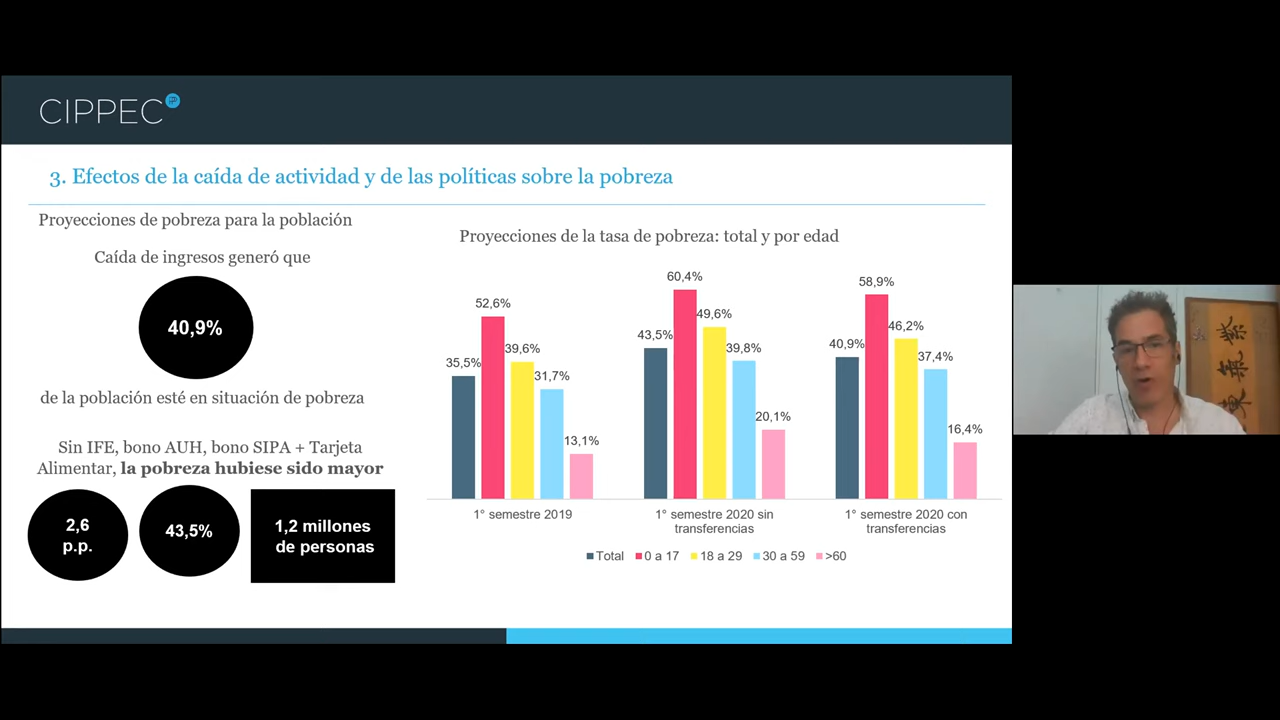 CIPPEC
3. Efectos de la caída de actividad y de las políticas sobre la pobreza
Proyecciones de pobreza para la población
Caída de ingresos generó que
40,9%
de la población esté en situación de pobreza
Sin IFE, bono AUH, bono SIPA + Tarjeta
Alimentar, la pobreza hubiese sido mayor
2,6
p.p.
43,5%
1,2 millones
de personas
Proyecciones de la tasa de pobreza: total y por edad
35,5%
52,6%
39,6%
31,7%
13,1%
43,5%
60,4%
49,6%
39,8%
20,1%
40,9%
58,9%
46,2%
37,4%
16,4%
1° semestre 2019
1° semestre 2020 sin
transferencias
1° semestre 2020 con
transferencias
Total
0 a 17
18 a 29
30 a 59
>60